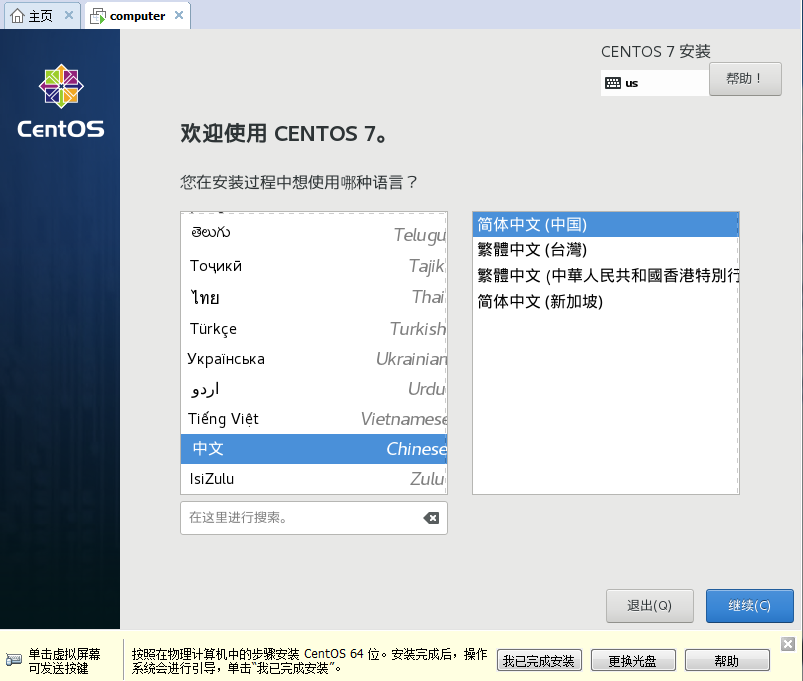 主页
computer
CENTOS 7 安装
us
帮助！
CentOS
欢迎使用 CENTOS 7。
您在安装过程中想使用哪种语言？
తెలుగు Telugu
Тоҷикӣ Tajik
ไทย Thai
Türkçe Turkish
Українська Ukrainian
اردو Urdu
Tiếng Việt Vietnamese
中文 Chinese
IsiZulu Zulu
简体中文 (中国)
繁體中文 (台灣)
繁體中文 (中華人民共和國香港特別行
简体中文 (新加坡)
在这里进行搜索。
退出(Q)
继续(C)
单击虚拟屏幕
可发送按键
按照在物理计算机中的步骤安装 CentOS 64 位。安装完成后，操作
系统会进行引导，单击“我已完成安装”。
我已完成安装
更换光盘
帮助